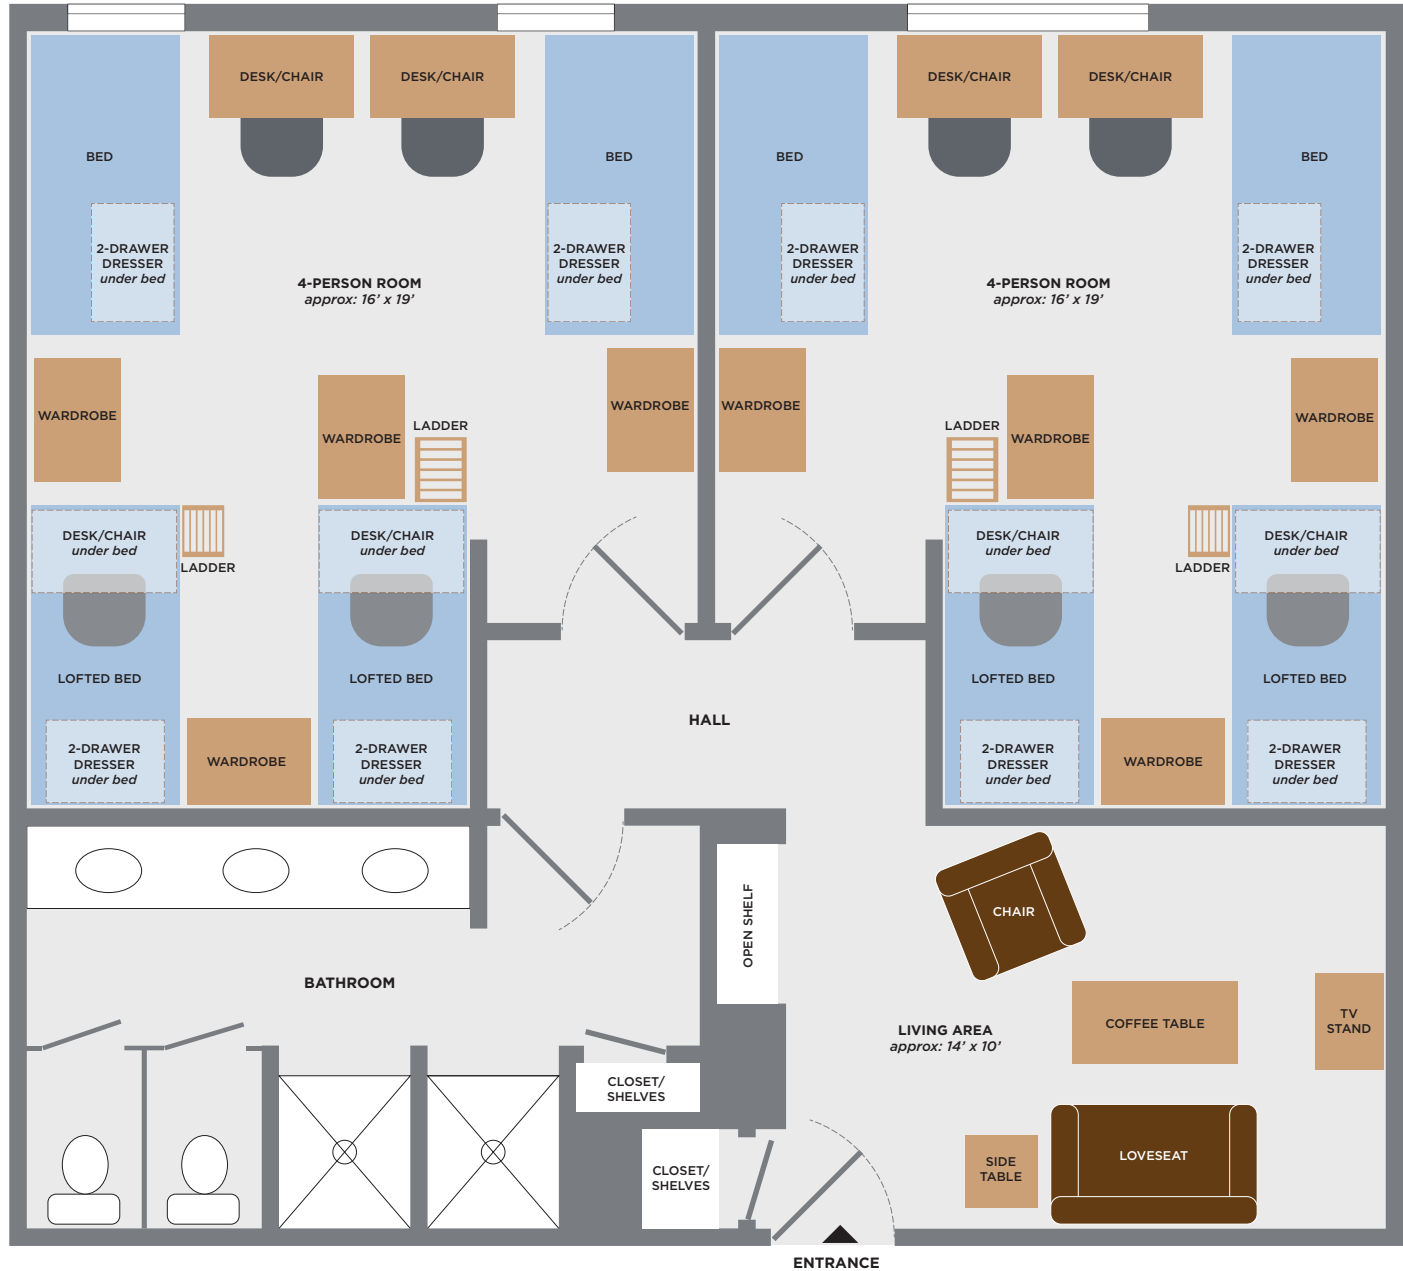 DESK/CHAIR
DESK/CHAIR
BED
BED
2-DRAWER
DRESSER
under bed
2-DRAWER
DRESSER
under bed
4-PERSON ROOM
approx: 16’ x 19’
WARDROBE
WARDROBE
WARDROBE
LADDER
DESK/CHAIR
under bed
LADDER
DESK/CHAIR
under bed
LOFTED BED
LOFTED BED
2-DRAWER
DRESSER
under bed
WARDROBE
2-DRAWER
DRESSER
under bed
DESK/CHAIR
DESK/CHAIR
BED
BED
2-DRAWER
DRESSER
under bed
2-DRAWER
DRESSER
under bed
4-PERSON ROOM
approx: 16’ x 19’
WARDROBE
LADDER
WARDROBE
WARDROBE
DESK/CHAIR
under bed
LADDER
DESK/CHAIR
under bed
LOFTED BED
LOFTED BED
2-DRAWER
DRESSER
under bed
WARDROBE
2-DRAWER
DRESSER
under bed
HALL
BATHROOM
OPEN SHELF
CLOSET/
SHELVES
CLOSET/
SHELVES
CHAIR
LIVING AREA
approx: 14’ x 10’
COFFEE TABLE
TV
STAND
SIDE
TABLE
LOVESEAT
ENTRANCE